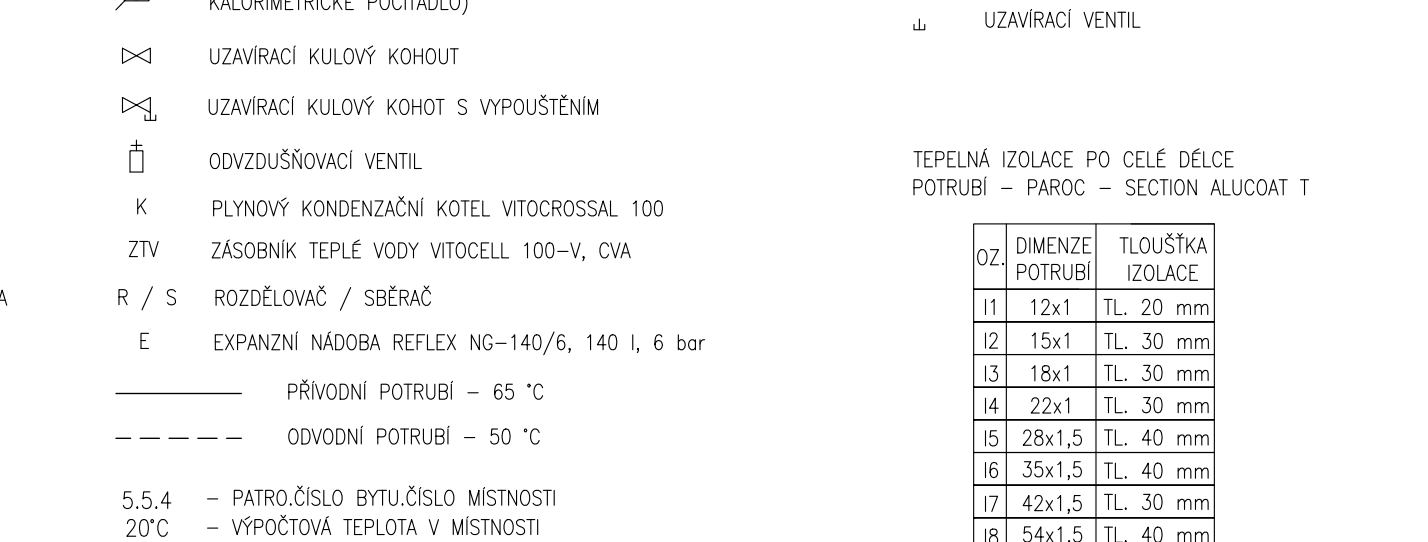 KALORIMETRICKÉ POČÍTADLO)
UZAVÍRACÍ KULOVÝ KOHOUT
UZAVÍRACÍ KULOVÝ KOHOT S VYPOUŠTĚNÍM
ODVZDUŠŇOVACÍ VENTIL
K PLYNOVÝ KONDENZAČNÍ KOTEL VITOCROSSAL 100
ZTV ZÁSOBNÍK TEPLÉ VODY VITOCELL 100-V, CVA
A
R / S ROZDĚLOVAČ / SBĚRAČ
E EXPANZNÍ NÁDOBA REFLEX NG-140/6, 140 l, 6 bar
PŘÍVODNÍ POTRUBÍ - 65 °C
ODVODNÍ POTRUBÍ - 50 °C
5.5.4 - PATRO.ČÍSLO BYTU.ČÍSLO MÍSTNOSTI
20°C - VÝPOČTOVÁ TEPLOTA V MÍSTNOSTI
UZAVÍRACÍ VENTIL
TEPELNÁ IZOLACE PO CELÉ DÉLCE
POTRUBÍ - PAROC - SECTION ALUCOAT T
OZ. DIMENZE POTRUBÍ TLOUŠŤKA IZOLACE
I1 12x1 TL. 20 mm
I2 15x1 TL. 30 mm
I3 18x1 TL. 30 mm
I4 22x1 TL. 30 mm
I5 28x1,5 TL. 40 mm
I6 35x1,5 TL. 40 mm
I7 42x1,5 TL. 30 mm
I8 54x1,5 TL. 40 mm